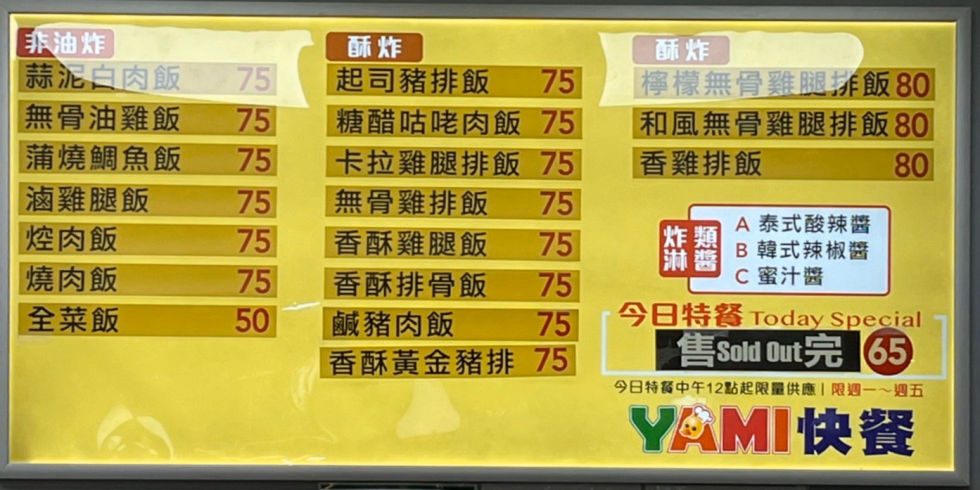 非油炸
蒜泥白肉飯 75
無骨油雞飯 75
蒲燒鯛魚飯 75
滷雞腿飯 75
焢肉飯 75
燒肉飯 75
全菜飯 50
酥炸
起司豬排飯 75
糖醋咕咾肉飯 75
卡拉雞腿排飯 75
無骨雞排飯 75
香酥雞腿飯 75
香酥排骨飯 75
鹹豬肉飯 75
香酥黃金豬排 75
酥炸
檸檬無骨雞腿排飯 80
和風無骨雞腿排飯 80
香雞排飯 80
炸類淋醬
A 泰式酸辣醬
B 韓式辣椒醬
C 蜜汁醬
今日特餐 Today Special
售 Sold Out 完 65
今日特餐中午12點起限量供應｜限週一～週五
YAMI快餐